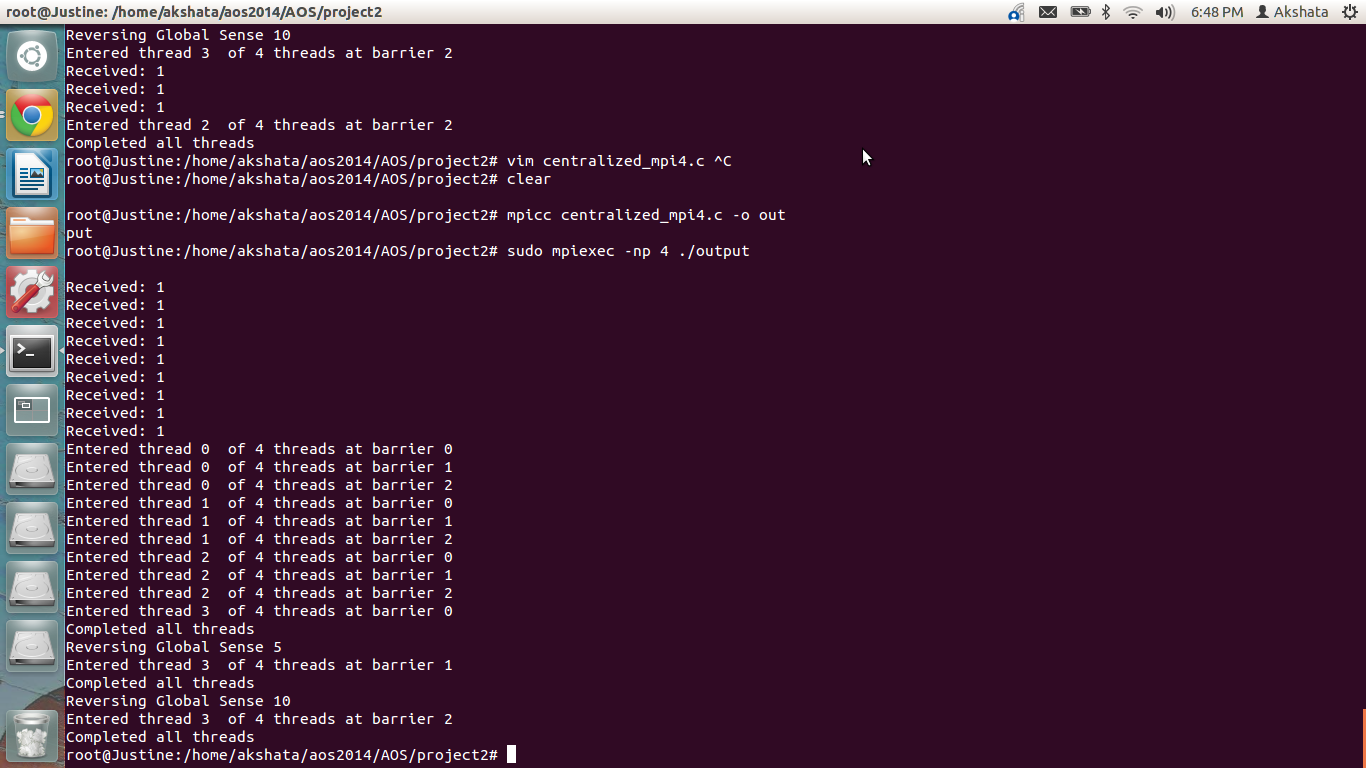 root@Justine: /home/akshata/aos2014/AOS/project2
6:48 PM
Akshata
Reversing Global Sense 10
Entered thread 3  of 4 threads at barrier 2
Received: 1
Received: 1
Received: 1
Entered thread 2  of 4 threads at barrier 2
Completed all threads
root@Justine:/home/akshata/aos2014/AOS/project2# vim centralized_mpi4.c ^C
root@Justine:/home/akshata/aos2014/AOS/project2# clear
root@Justine:/home/akshata/aos2014/AOS/project2# mpicc centralized_mpi4.c -o out
put
root@Justine:/home/akshata/aos2014/AOS/project2# sudo mpiexec -np 4 ./output
Received: 1
Received: 1
Received: 1
Received: 1
Received: 1
Received: 1
Received: 1
Received: 1
Received: 1
Entered thread 0  of 4 threads at barrier 0
Entered thread 0  of 4 threads at barrier 1
Entered thread 0  of 4 threads at barrier 2
Entered thread 1  of 4 threads at barrier 0
Entered thread 1  of 4 threads at barrier 1
Entered thread 1  of 4 threads at barrier 2
Entered thread 2  of 4 threads at barrier 0
Entered thread 2  of 4 threads at barrier 1
Entered thread 2  of 4 threads at barrier 2
Entered thread 3  of 4 threads at barrier 0
Completed all threads
Reversing Global Sense 5
Entered thread 3  of 4 threads at barrier 1
Completed all threads
Reversing Global Sense 10
Entered thread 3  of 4 threads at barrier 2
Completed all threads
root@Justine:/home/akshata/aos2014/AOS/project2#